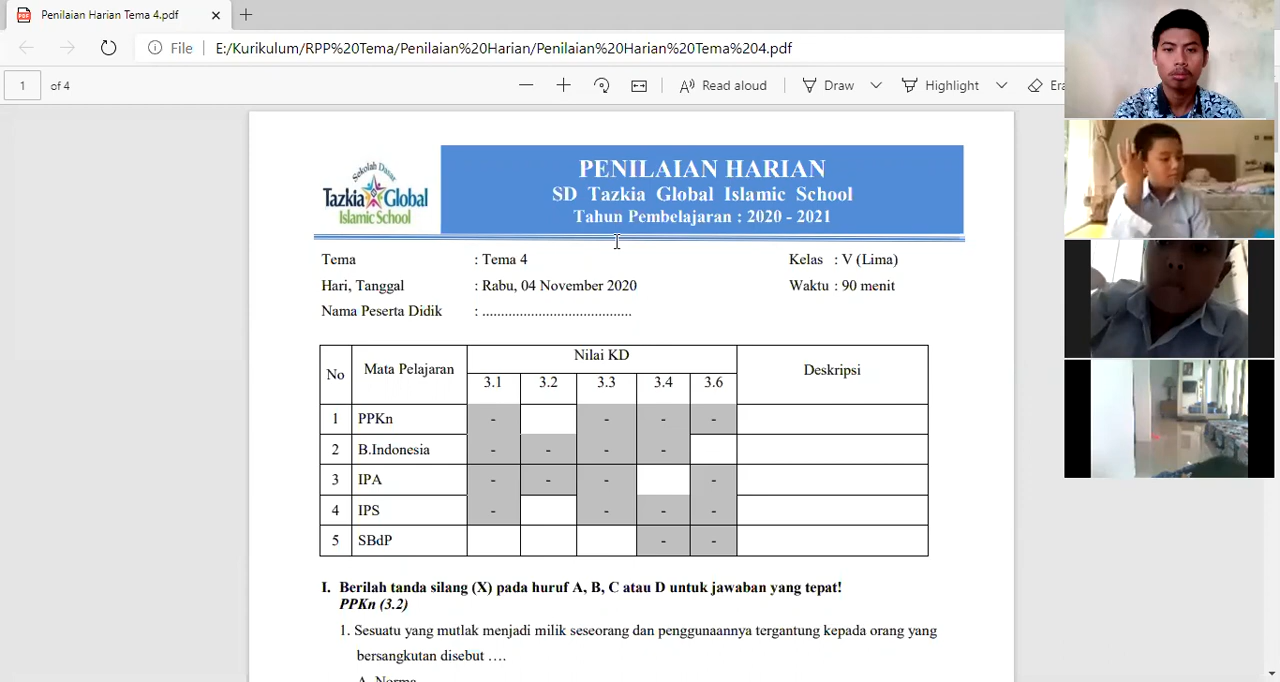 Penilaian Harian Tema 4.pdf
File E:/Kurikulum/RPP%20Tema/Penilaian%20Harian/Penilaian%20Harian%20Tema%204.pdf
1 of 4 Read aloud Draw Highlight Era
Sekolah Dasar
Tazkia Global
Islamic School
PENILAIAN HARIAN
SD Tazkia Global Islamic School
Tahun Pembelajaran : 2020 - 2021
Tema : Tema 4 Kelas : V (Lima)
Hari, Tanggal : Rabu, 04 November 2020 Waktu : 90 menit
Nama Peserta Didik : ........................................
No Mata Pelajaran Nilai KD Deskripsi
3.1 3.2 3.3 3.4 3.6
1 PPKn - - - -
2 B.Indonesia - - - -
3 IPA - - - -
4 IPS - - - -
5 SBdP - -
I. Berilah tanda silang (X) pada huruf A, B, C atau D untuk jawaban yang tepat!
PPKn (3.2)
1. Sesuatu yang mutlak menjadi milik seseorang dan penggunaannya tergantung kepada orang yang
bersangkutan disebut ….
A. Norma